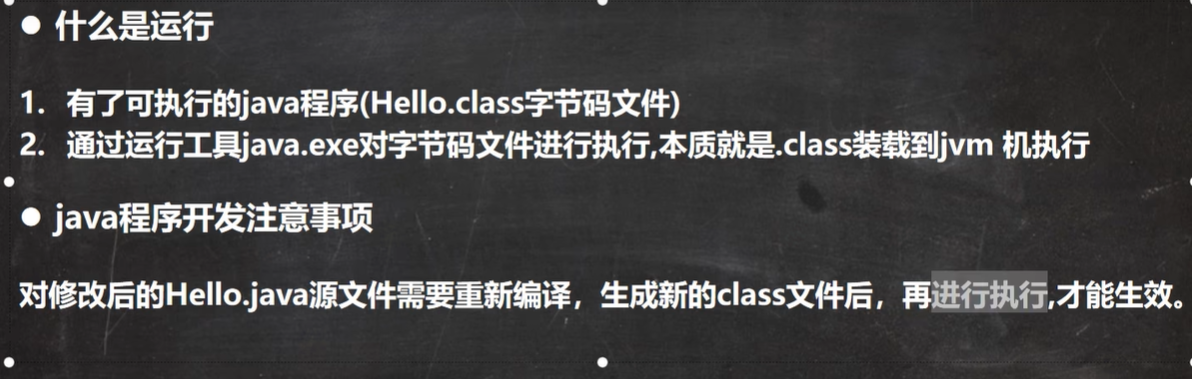 ● 什么是运行
1. 有了可执行的java程序(Hello.class字节码文件)
2. 通过运行工具java.exe对字节码文件进行执行,本质就是.class装载到jvm 机执行
● java程序开发注意事项
对修改后的Hello.java源文件需要重新编译，生成新的class文件后，再进行执行,才能生效。